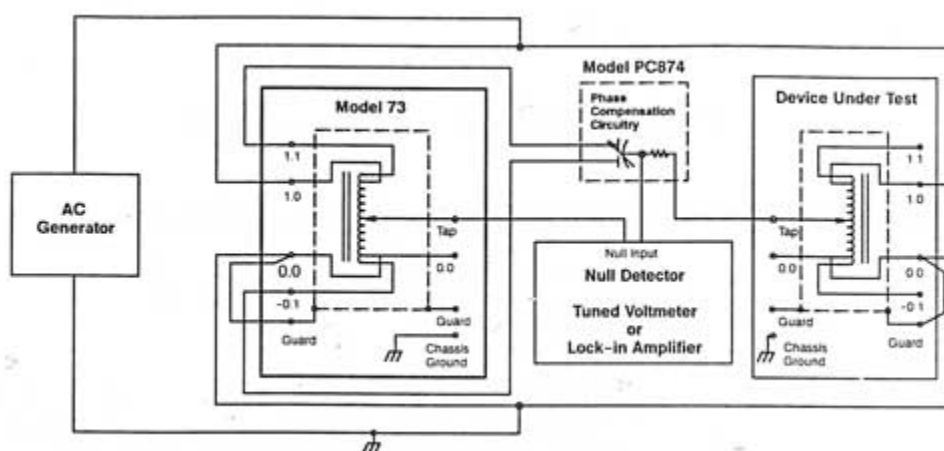 Model PC874
Phase
Compensation
Circuitry
Model 73
Device Under Test
1.1
1.0
0.0
-0.1
Guard
Tap
0.0
Guard
Chassis
Ground
AC
Generator
Null Input
Null Detector
Tuned Voltmeter
or
Lock-in Amplifier
Tap
0.0
Guard
Chassis
Ground
1.1
1.0
0.0
-0.1
Guard